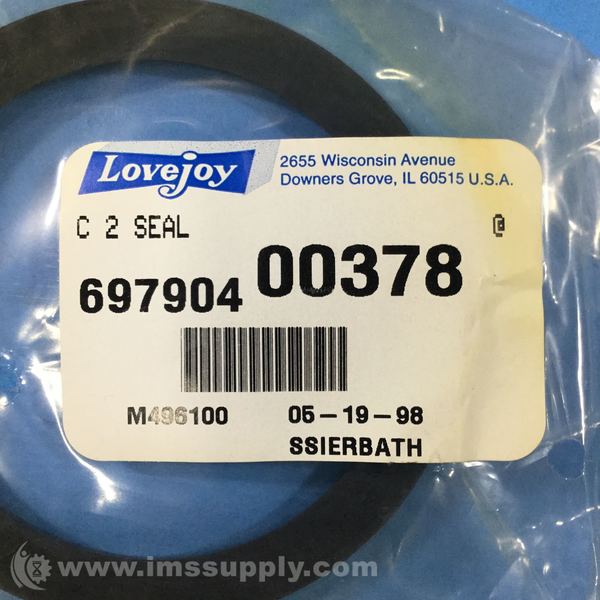 Lovejoy
2655 Wisconsin Avenue
Downers Grove, IL 60515 U.S.A.
C 2 SEAL @
697904 00378
M496100 05-19-98
SSIERBATH
www.imssupply.com